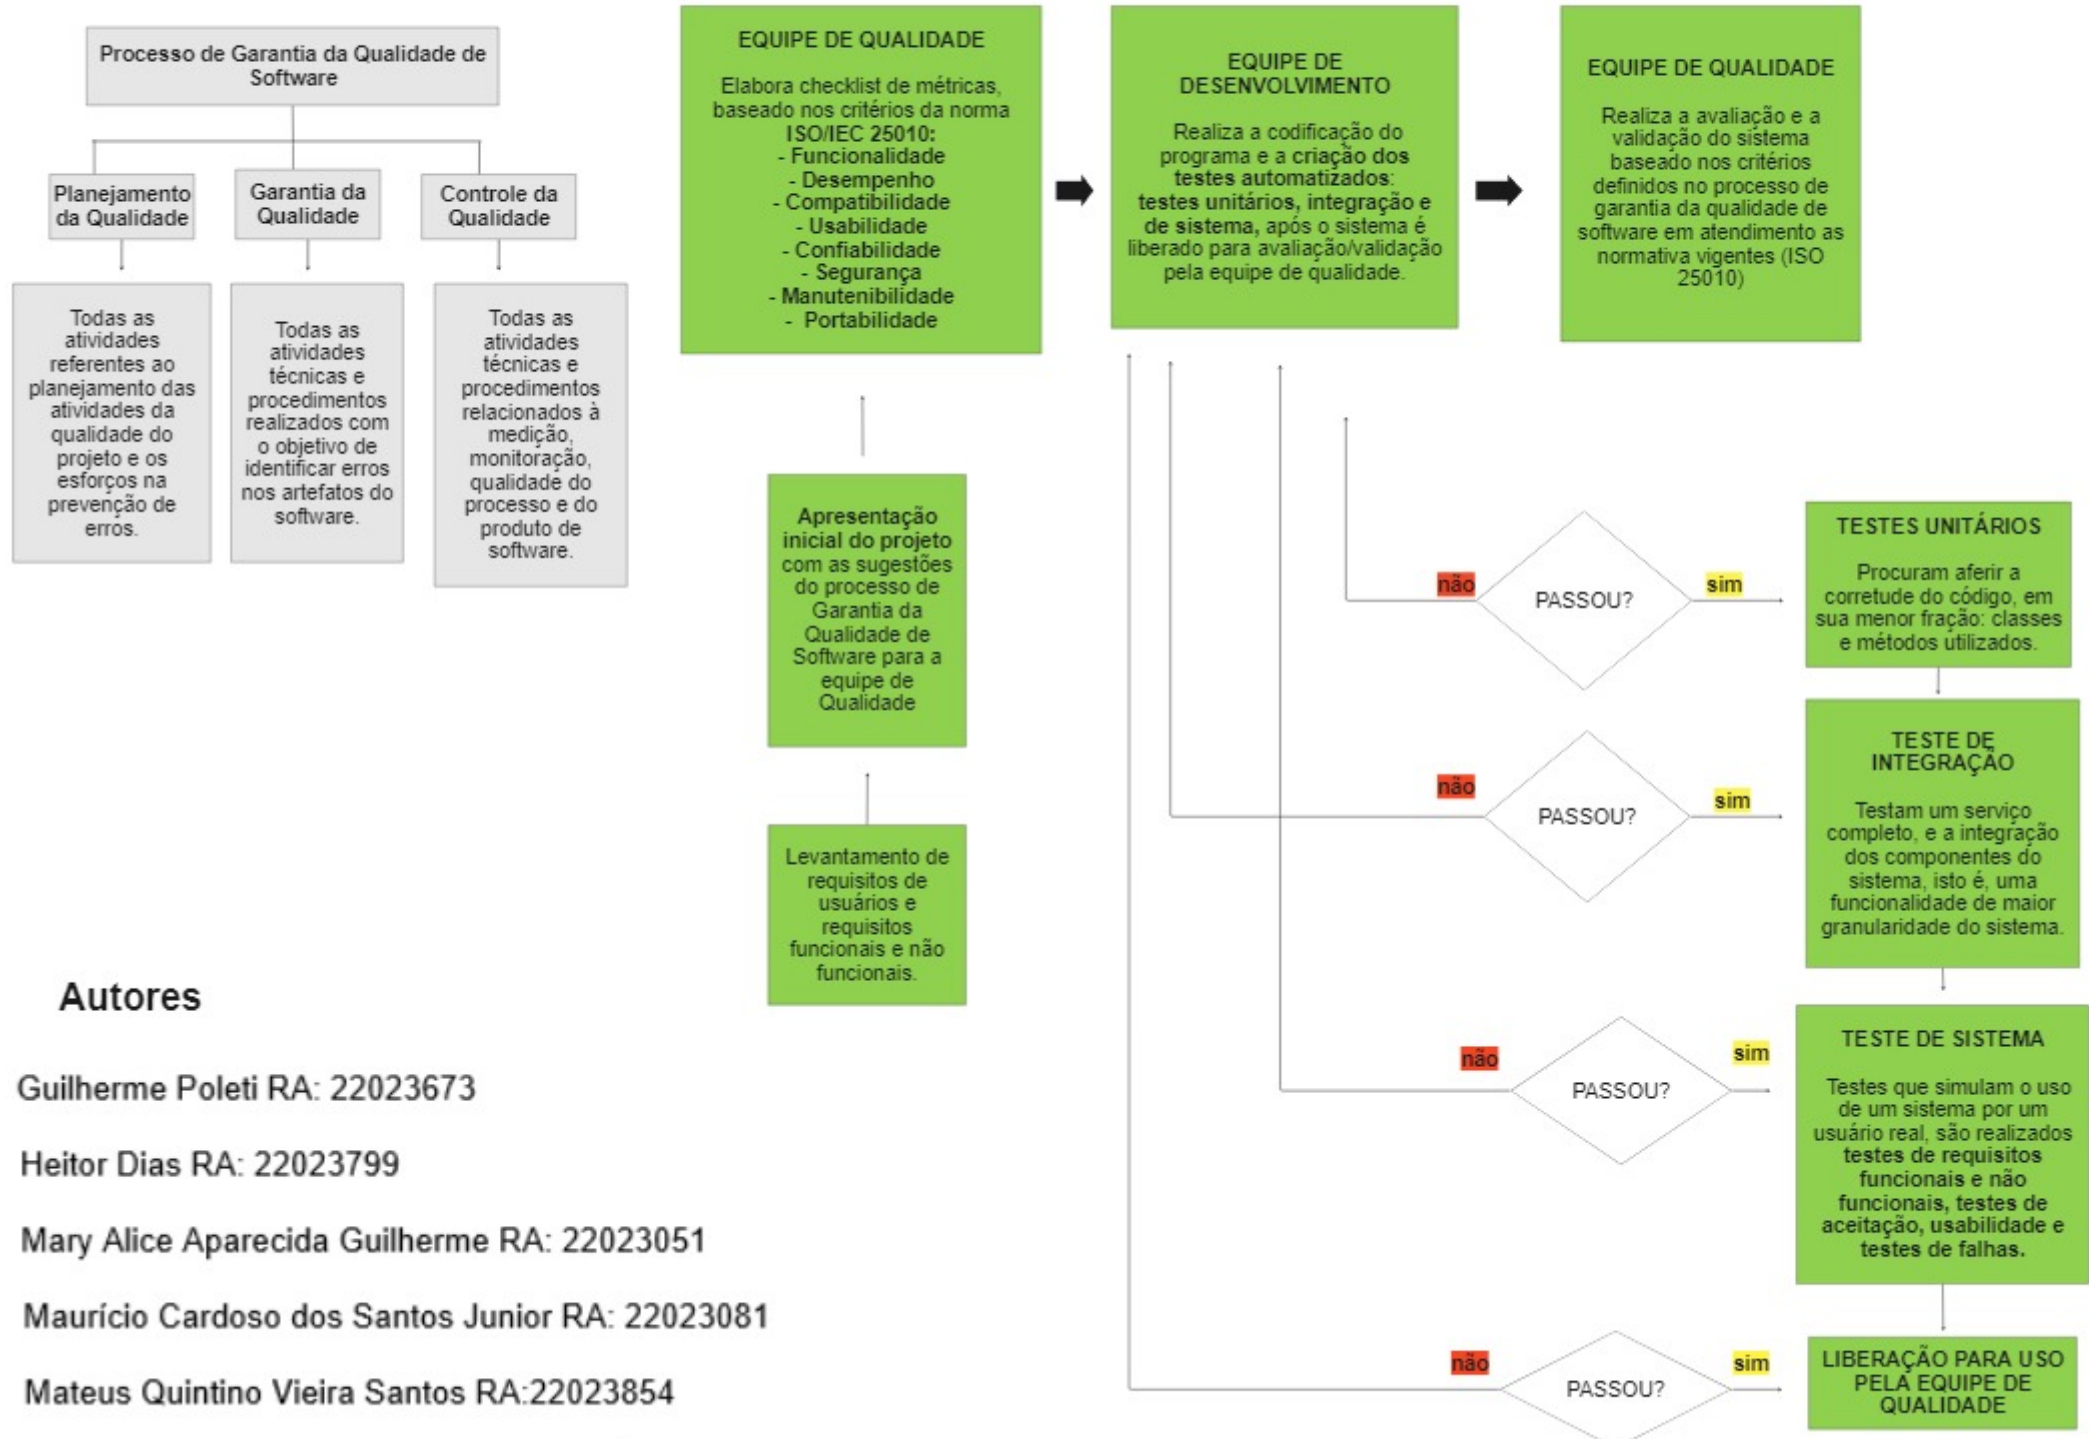 Processo de Garantia da Qualidade de
Software
Planejamento
da Qualidade
Garantia da
Qualidade
Controle da
Qualidade
Todas as
atividades
referentes ao
planejamento das
atividades da
qualidade do
projeto e os
esforços na
prevenção de
erros.
Todas as
atividades
técnicas e
procedimentos
realizados com
o objetivo de
identificar erros
nos artefatos do
software.
Todas as
atividades
técnicas e
procedimentos
relacionados à
medição,
monitoração,
qualidade do
processo e do
produto de
software.
EQUIPE DE QUALIDADE
Elabora checklist de métricas,
baseado nos critérios da norma
ISO/IEC 25010:
- Funcionalidade
- Desempenho
- Compatibilidade
- Usabilidade
- Confiabilidade
- Segurança
- Manutenibilidade
- Portabilidade
Apresentação
inicial do projeto
com as sugestões
do processo de
Garantia da
Qualidade de
Software para a
equipe de
Qualidade
Levantamento de
requisitos de
usuários e
requisitos
funcionais e não
funcionais.
EQUIPE DE
DESENVOLVIMENTO
Realiza a codificação do
programa e a criação dos
testes automatizados:
testes unitários, integração e
de sistema, após o sistema é
liberado para avaliação/validação
pela equipe de qualidade.
EQUIPE DE QUALIDADE
Realiza a avaliação e a
validação do sistema
baseado nos critérios
definidos no processo de
garantia da qualidade de
software em atendimento as
normativa vigentes (ISO
25010)
não
PASSOU?
sim
TESTES UNITÁRIOS
Procuram aferir a
corretude do código, em
sua menor fração: classes
e métodos utilizados.
não
PASSOU?
sim
TESTE DE
INTEGRAÇÃO
Testam um serviço
completo, e a integração
dos componentes do
sistema, isto é, uma
funcionalidade de maior
granularidade do sistema.
não
PASSOU?
sim
TESTE DE SISTEMA
Testes que simulam o uso
de um sistema por um
usuário real, são realizados
testes de requisitos
funcionais e não
funcionais, testes de
aceitação, usabilidade e
testes de falhas.
não
PASSOU?
sim
LIBERAÇÃO PARA USO
PELA EQUIPE DE
QUALIDADE
Autores
Guilherme Poleti RA: 22023673
Heitor Dias RA: 22023799
Mary Alice Aparecida Guilherme RA: 22023051
Maurício Cardoso dos Santos Junior RA: 22023081
Mateus Quintino Vieira Santos RA:22023854